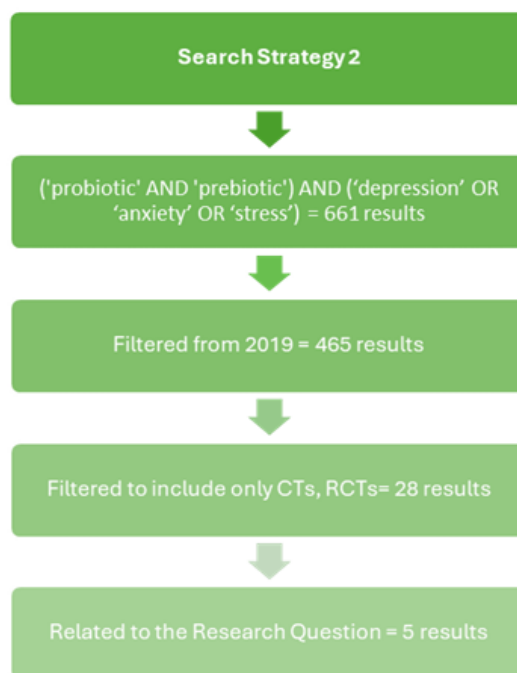 Search Strategy 2
('probiotic' AND 'prebiotic') AND (‘depression’ OR
‘anxiety’ OR ‘stress’) = 661 results
Filtered from 2019 = 465 results
Filtered to include only CTs, RCTs= 28 results
Related to the Research Question = 5 results